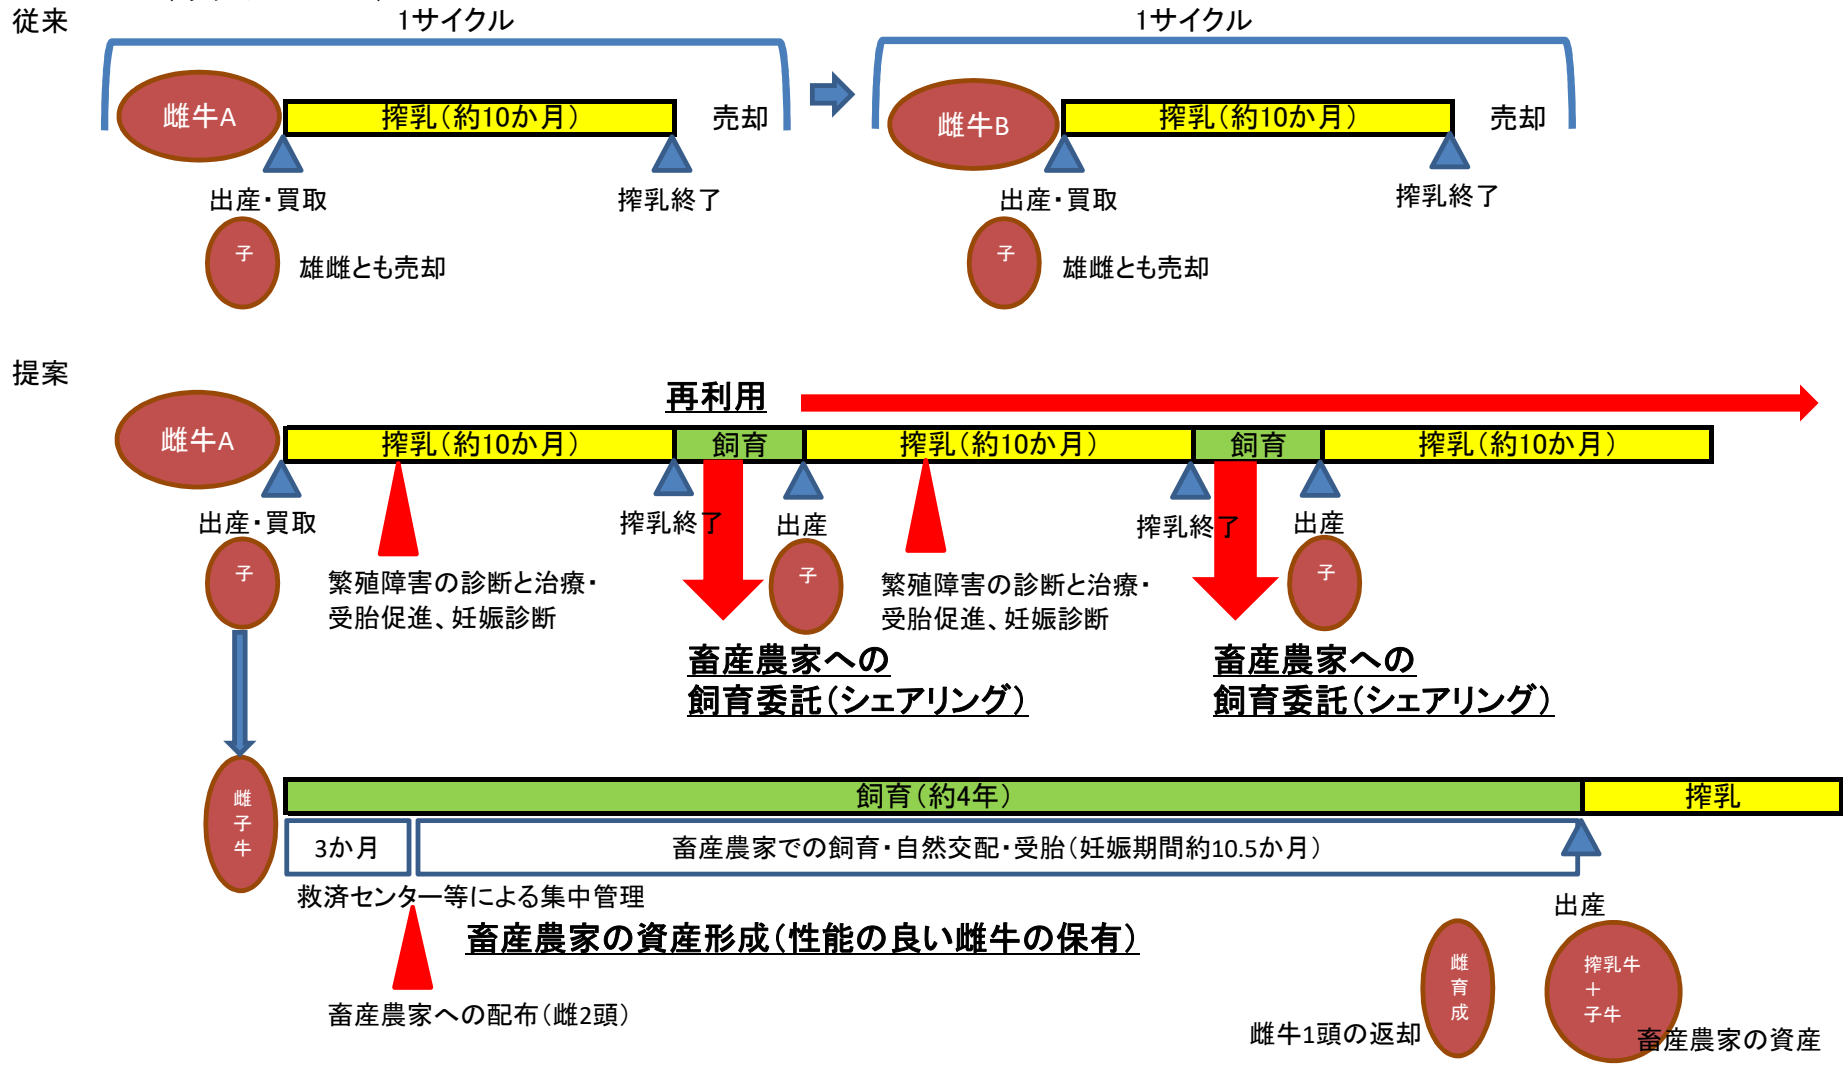 従来
1サイクル
1サイクル
雌牛A
搾乳（約10か月）
売却
雌牛B
搾乳（約10か月）
売却
出産・買取
搾乳終了
出産・買取
搾乳終了
子
雄雌とも売却
子
雄雌とも売却
提案
再利用
雌牛A
搾乳（約10か月）
飼育
搾乳（約10か月）
飼育
搾乳（約10か月）
出産・買取
搾乳終了
出産
搾乳終了
出産
子
繁殖障害の診断と治療・
受胎促進、妊娠診断
子
繁殖障害の診断と治療・
受胎促進、妊娠診断
子
畜産農家への
飼育委託（シェアリング）
畜産農家への
飼育委託（シェアリング）
雌
子
牛
飼育（約4年）
搾乳
3か月
畜産農家での飼育・自然交配・受胎（妊娠期間約10.5か月）
救済センター等による集中管理
畜産農家の資産形成（性能の良い雌牛の保有）
出産
畜産農家への配布（雌2頭）
雌牛1頭の返却
雌
育
成
搾乳牛
＋
子牛
畜産農家の資産